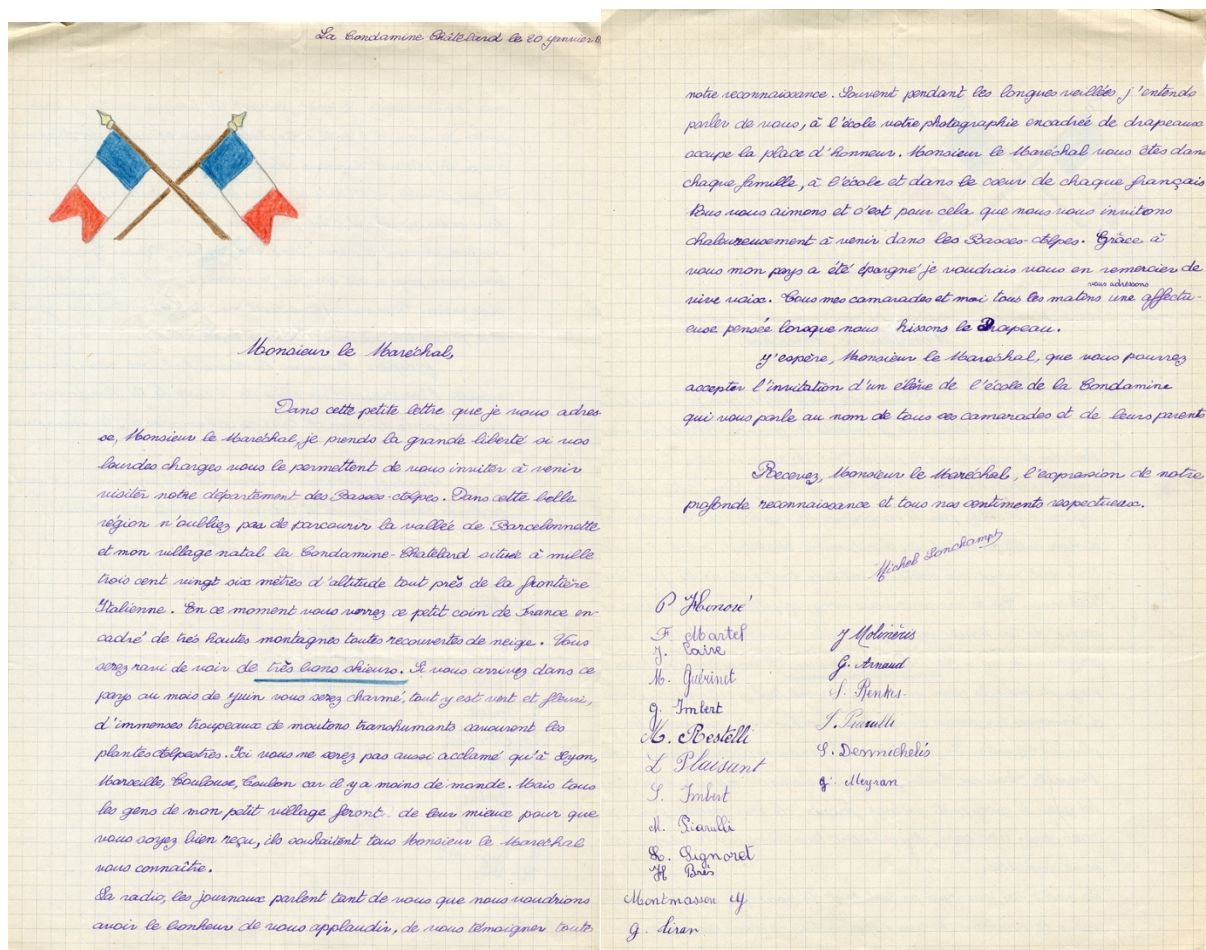 La Condamine Châtelard le 20 janvier
Monsieur le Maréchal,
Dans cette petite lettre que je vous adres-
se, Monsieur le Maréchal, je prends la grande liberté si vos
lourdes charges vous le permettent de vous inviter à venir
visiter notre département des Basses-Alpes. Dans cette belle
région n'oubliez pas de parcourir la vallée de Barcelonnette
et mon village natal la Condamine-Chatelard située à mille
trois cent vingt six mètres d'altitude tout près de la frontière
Italienne. En ce moment vous verrez ce petit coin de France en-
cadré de très hautes montagnes toutes recouvertes de neige. Vous
serez ravi de voir de très bons skieurs. Si vous arrivez dans ce
pays au mois de juin vous serez charmé, tout y est vert et fleuri,
d'immenses troupeaux de moutons transhumants savourent les
plantes Alpestres. Ici vous ne serez pas aussi acclamé qu'à Lyon,
Marseille, Toulouse, Toulon car il y a moins de monde. Mais tous
les gens de mon petit village feront de leur mieux pour que
vous soyez bien reçu, ils souhaitent tous Monsieur le Maréchal
vous connaître.
La radio, les journaux parlent tant de vous que nous voudrions
avoir le bonheur de vous applaudir, de vous témoigner toute
notre reconnaissance. Souvent pendant les longues veillées j'entends
parler de vous, à l'école votre photographie encadrée de drapeaux
occupe la place d'honneur. Monsieur le Maréchal vous êtes dans
chaque famille, à l'école et dans le coeur de chaque français
Nous vous aimons et c'est pour cela que nous vous invitons
chaleureusement à venir dans les Basses-Alpes. Grâce à
vous mon pays a été épargné je voudrais vous en remercier de
vous adressons
vive voix. Tous mes camarades et moi tous les matins une affectu-
euse pensée lorsque nous hissons le Drapeau.
J'espère, Monsieur le Maréchal, que vous pourrez
accepter l'invitation d'un élève de l'école de la Condamine
qui vous parle au nom de tous ses camarades et de leurs parents
Recevez, Monsieur le Maréchal, l'expression de notre
profonde reconnaissance et tous nos sentiments respectueux.
Michel Lonchampt
P Honoré
F. Martel
J. Caire
M. Guérinet
g. Imbert
M. Restelli
L Plaisant
S. Imbert
M. Piarulli
L. Signoret
H Brès
Montmasson
g.
J Molinéris
G. Arnaud
S.
J. Piarulli
S. Desmichelis
g. Meyran